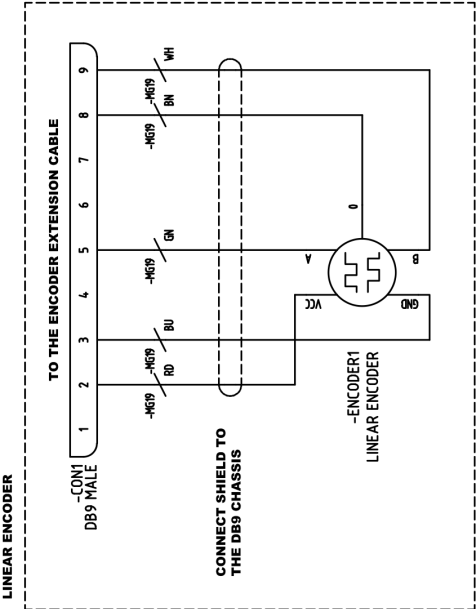 LINEAR ENCODER
TO THE ENCODER EXTENSION CABLE
-CON1
DB9 MALE
1 2 3 4 5 6 7 8 9
-MG19 -MG19 -MG19 -MG19 -MG19
RD BU GN BN WH
CONNECT SHIELD TO
THE DB9 CHASSIS
VCC A
0
GND B
-ENCODER1
LINEAR ENCODER